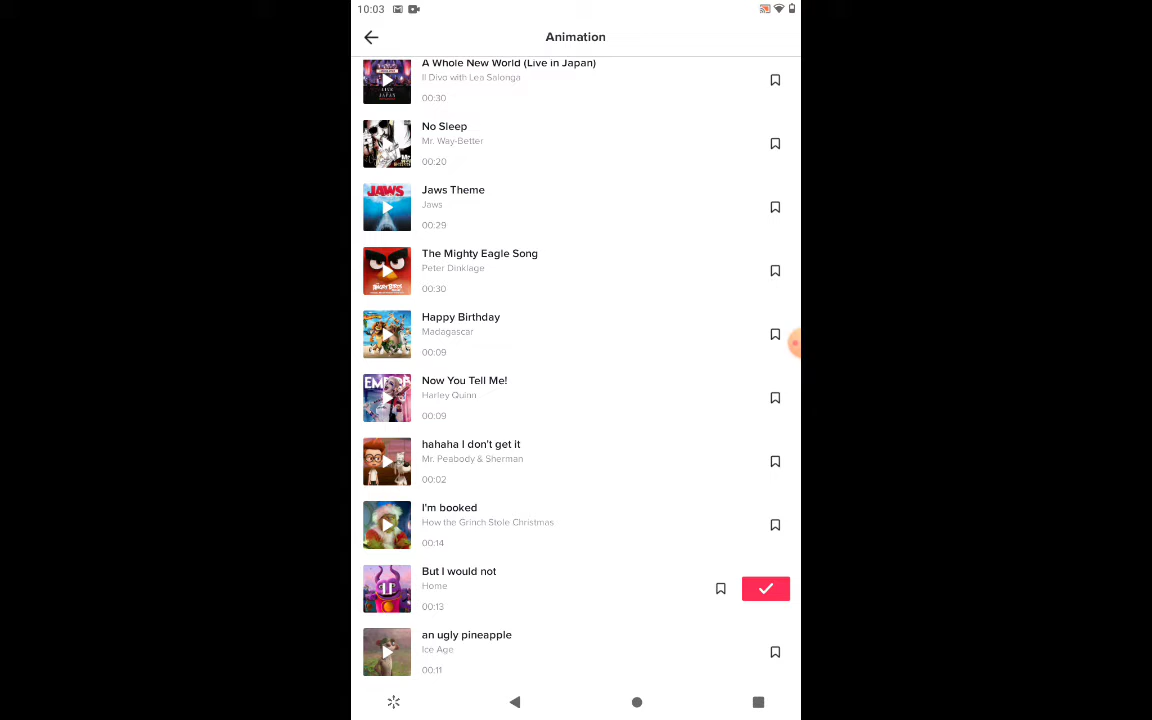 10:03
Animation
A Whole New World (Live in Japan)
Il Divo with Lea Salonga
00:30
No Sleep
Mr. Way-Better
00:20
JAWS
Jaws Theme
Jaws
00:29
The Mighty Eagle Song
Peter Dinklage
00:30
Happy Birthday
Madagascar
00:09
Now You Tell Me!
Harley Quinn
00:09
hahaha I don't get it
Mr. Peabody & Sherman
00:02
I'm booked
How the Grinch Stole Christmas
00:14
But I would not
Home
00:13
an ugly pineapple
Ice Age
00:11